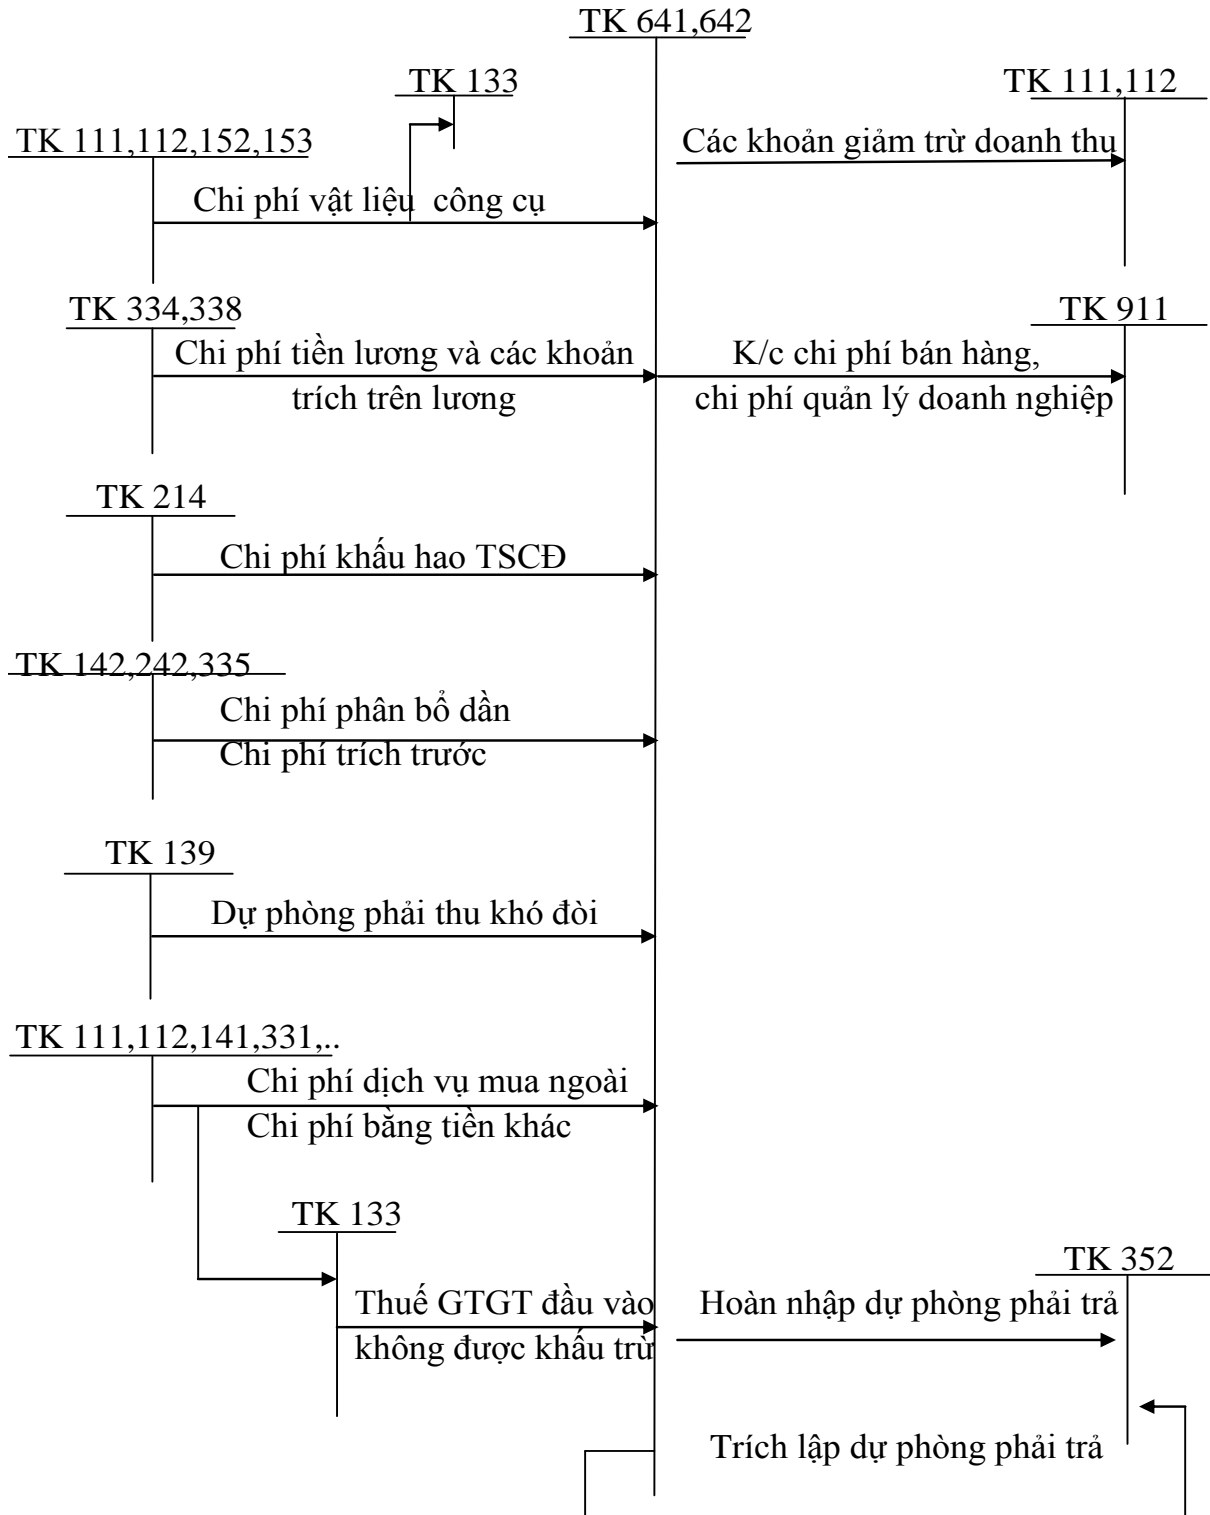 TK 641,642
TK 133
TK 111,112
TK 111,112,152,153
Các khoản giảm trừ doanh thu
Chi phí vật liệu công cụ
TK 334,338
TK 911
Chi phí tiền lương và các khoản
trích trên lương
K/c chi phí bán hàng,
chi phí quản lý doanh nghiệp
TK 214
Chi phí khấu hao TSCĐ
TK 142,242,335
Chi phí phân bổ dần
Chi phí trích trước
TK 139
Dự phòng phải thu khó đòi
TK 111,112,141,331,..
Chi phí dịch vụ mua ngoài
Chi phí bằng tiền khác
TK 133
TK 352
Thuế GTGT đầu vào
không được khấu trừ
Hoàn nhập dự phòng phải trả
Trích lập dự phòng phải trả